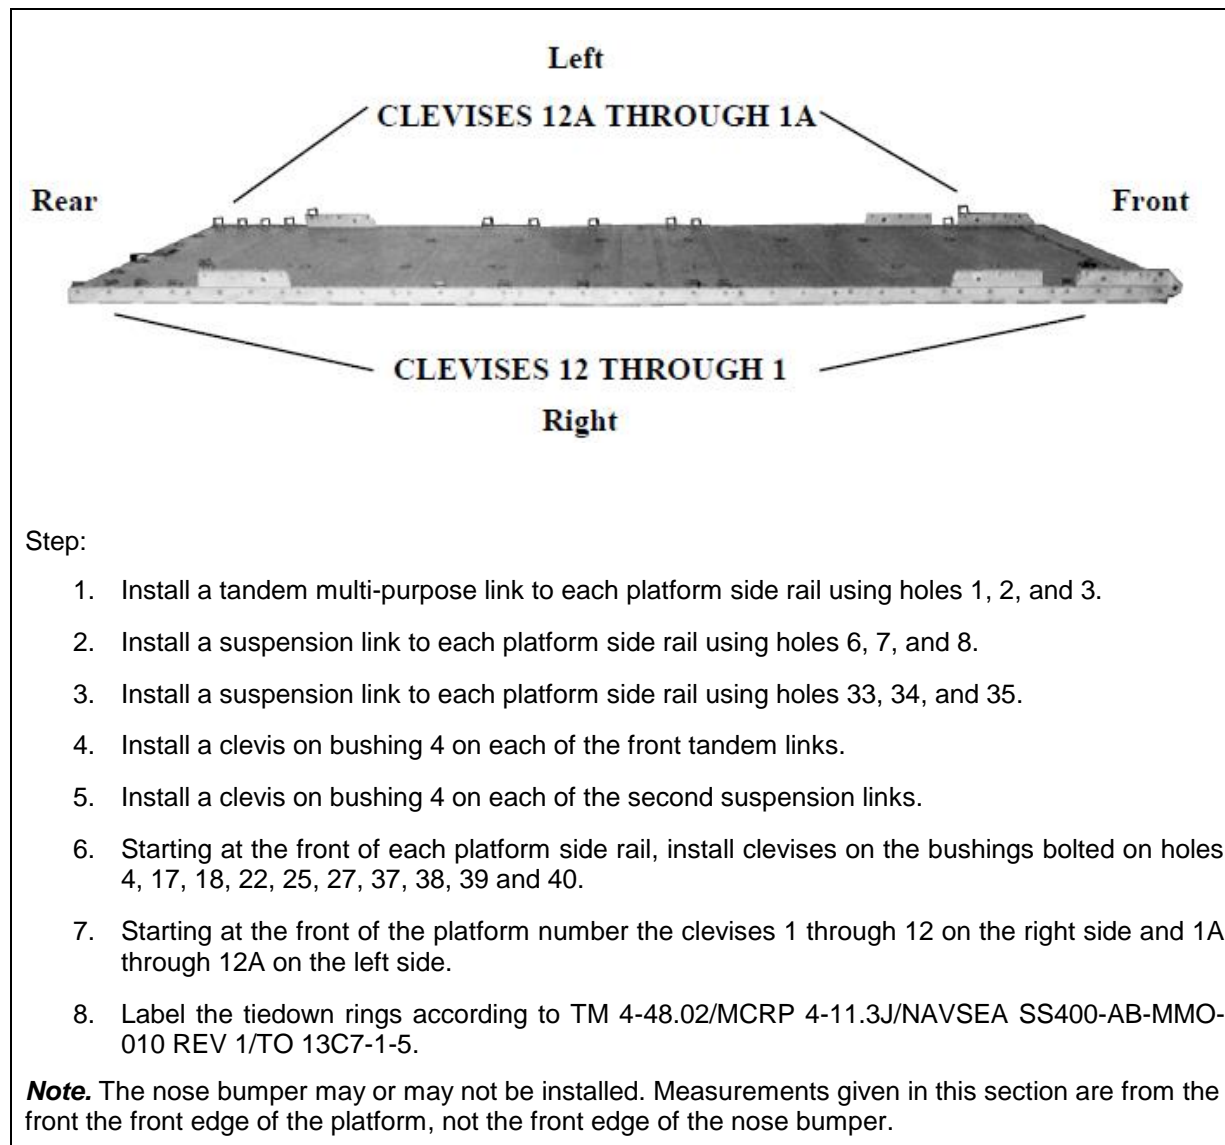 Left
CLEVISES 12A THROUGH 1A
Rear
Front
CLEVISES 12 THROUGH 1
Right
Step:
1. Install a tandem multi-purpose link to each platform side rail using holes 1, 2, and 3.
2. Install a suspension link to each platform side rail using holes 6, 7, and 8.
3. Install a suspension link to each platform side rail using holes 33, 34, and 35.
4. Install a clevis on bushing 4 on each of the front tandem links.
5. Install a clevis on bushing 4 on each of the second suspension links.
6. Starting at the front of each platform side rail, install clevises on the bushings bolted on holes
4, 17, 18, 22, 25, 27, 37, 38, 39 and 40.
7. Starting at the front of the platform number the clevises 1 through 12 on the right side and 1A
through 12A on the left side.
8. Label the tiedown rings according to TM 4-48.02/MCRP 4-11.3J/NAVSEA SS400-AB-MMO-
010 REV 1/TO 13C7-1-5.
Note. The nose bumper may or may not be installed. Measurements given in this section are from the
front the front edge of the platform, not the front edge of the nose bumper.